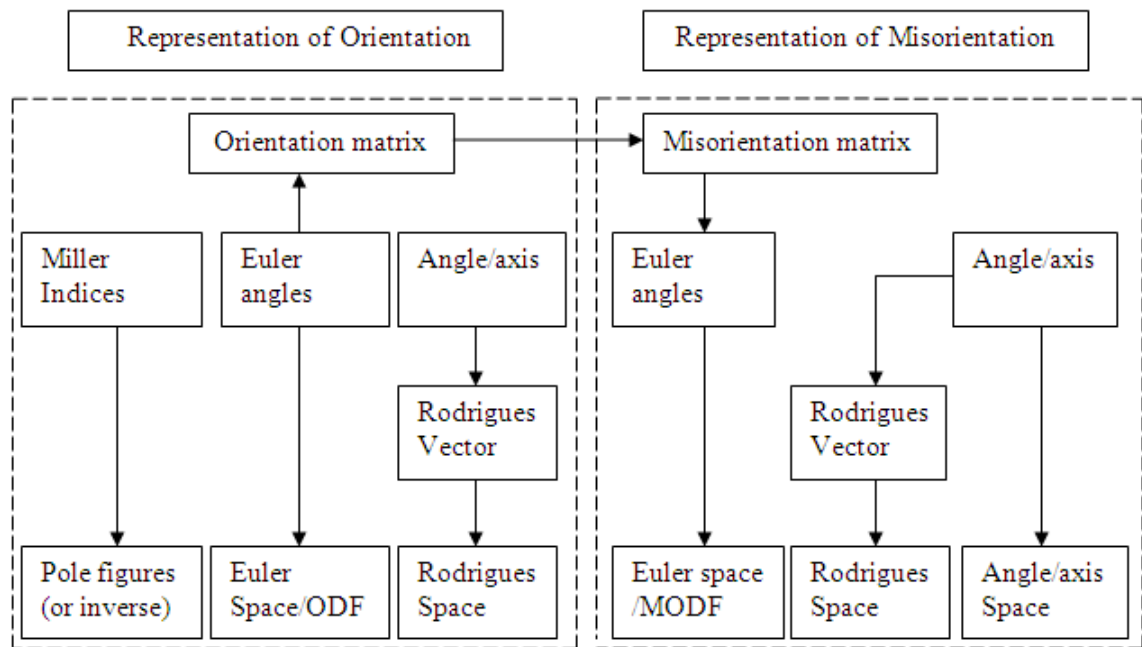 Representation of Orientation
Representation of Misorientation
Orientation matrix
Misorientation matrix
Miller
Indices
Euler
angles
Angle/axis
Euler
angles
Angle/axis
Rodrigues
Vector
Rodrigues
Vector
Pole figures
(or inverse)
Euler
Space/ODF
Rodrigues
Space
Euler space
/MODF
Rodrigues
Space
Angle/axis
Space